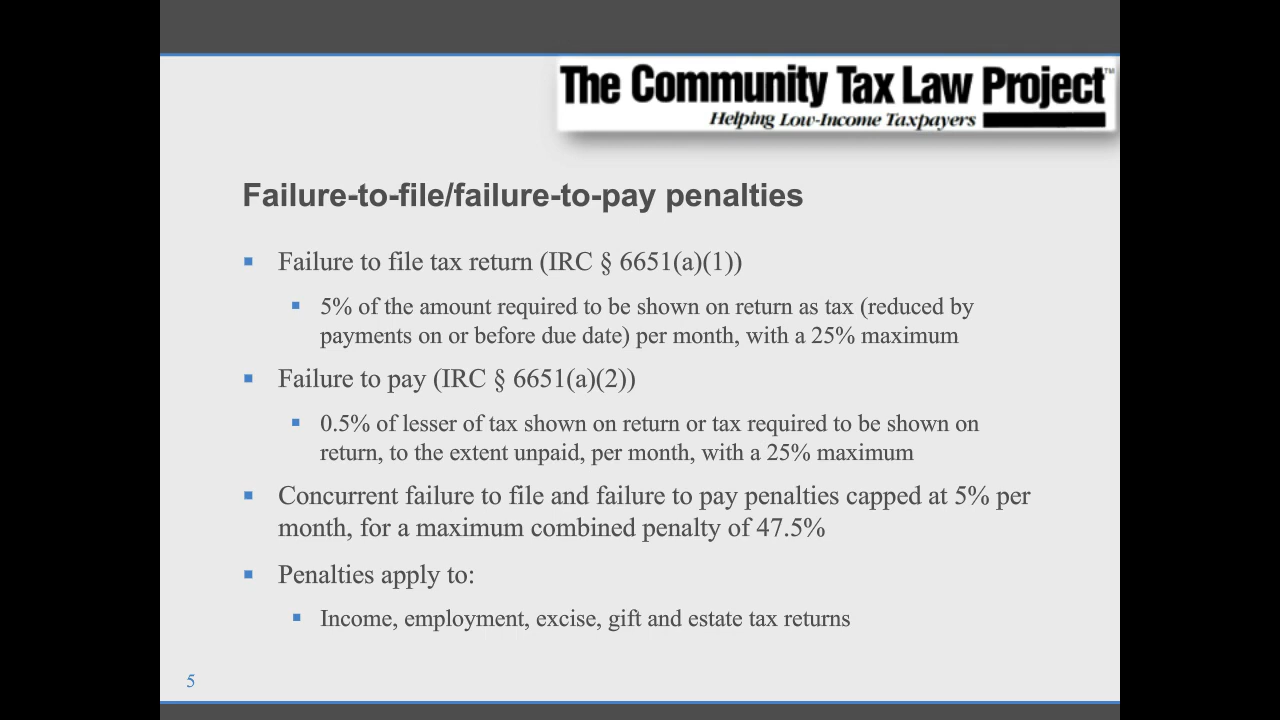 The Community Tax Law Project™
Helping Low-Income Taxpayers
Failure-to-file/failure-to-pay penalties
▪ Failure to file tax return (IRC § 6651(a)(1))
▪ 5% of the amount required to be shown on return as tax (reduced by
payments on or before due date) per month, with a 25% maximum
▪ Failure to pay (IRC § 6651(a)(2))
▪ 0.5% of lesser of tax shown on return or tax required to be shown on
return, to the extent unpaid, per month, with a 25% maximum
▪ Concurrent failure to file and failure to pay penalties capped at 5% per
month, for a maximum combined penalty of 47.5%
▪ Penalties apply to:
▪ Income, employment, excise, gift and estate tax returns
5